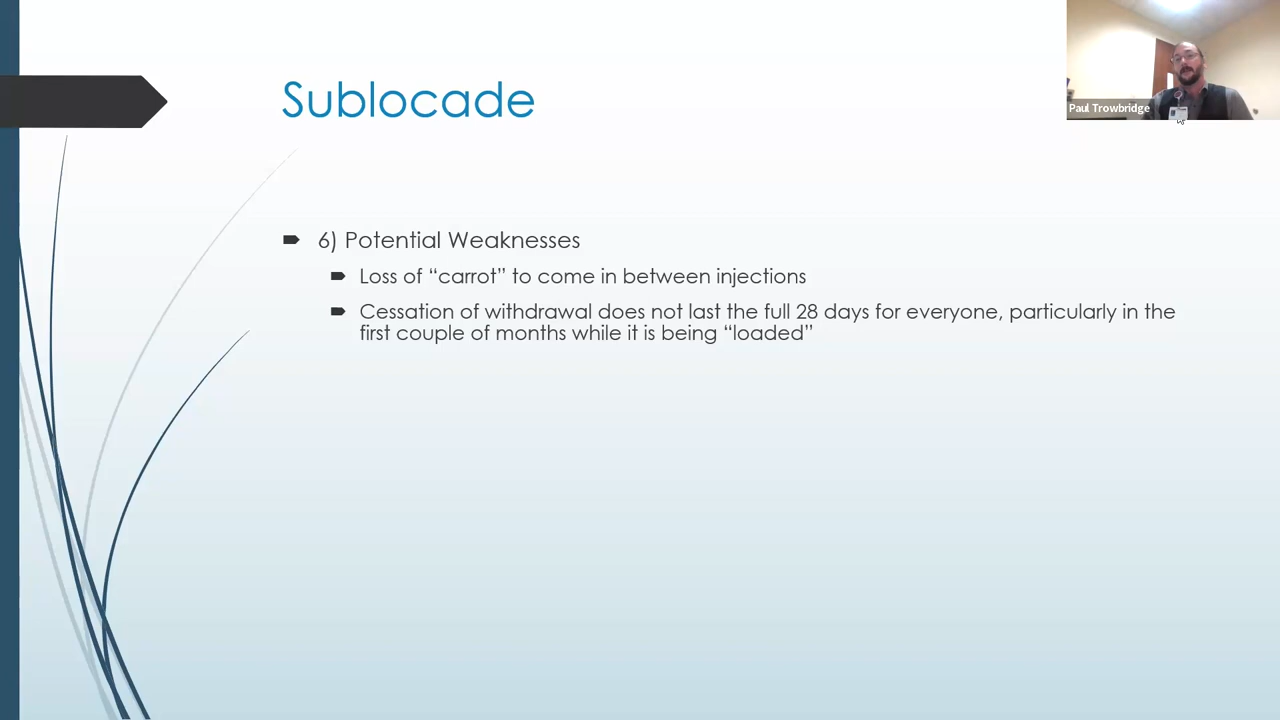 Sublocade
Paul Trowbridge
6) Potential Weaknesses
Loss of “carrot” to come in between injections
Cessation of withdrawal does not last the full 28 days for everyone, particularly in the
first couple of months while it is being “loaded”